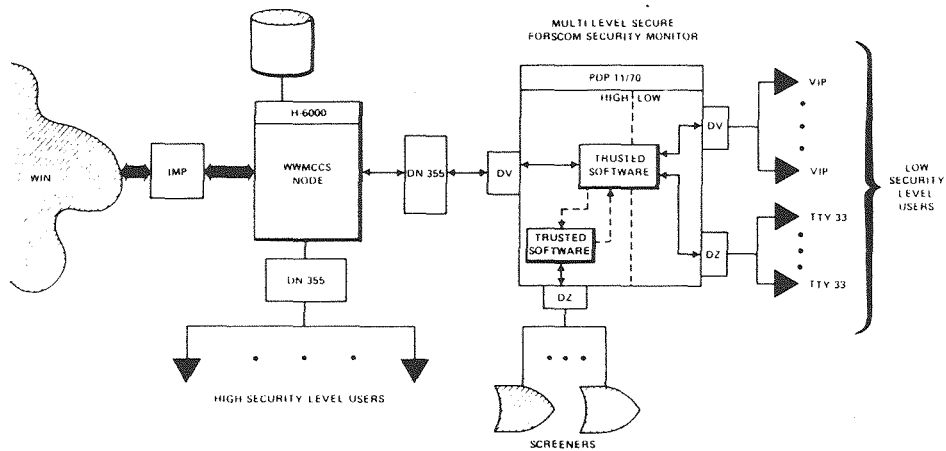 MULTI LEVEL SECURE
FORSCOM SECURITY MONITOR
PDP 11/70
HIGH LOW
H-6000
WWMCCS
NODE
WIN
IMP
DN 355
DV
TRUSTED
SOFTWARE
TRUSTED
SOFTWARE
DV
DZ
DZ
VIP
VIP
TTY 33
TTY 33
LOW
SECURITY
LEVEL
USERS
DN 355
HIGH SECURITY LEVEL USERS
SCREENERS